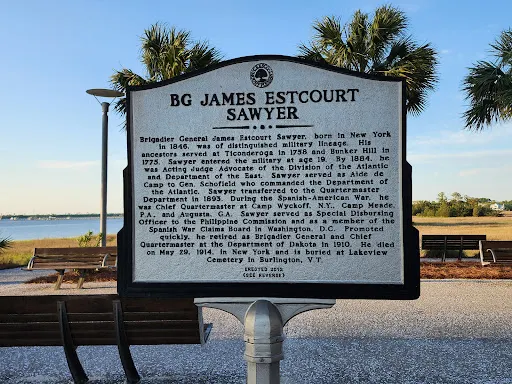 BG JAMES ESTCOURT
SAWYER
Brigadier General James Estcourt Sawyer, born in New York
in 1846, was of distinguished military lineage. His
ancestors served at Ticonderoga in 1758 and Bunker Hill in
1775. Sawyer entered the military at age 19. By 1884, he
was Acting Judge Advocate of the Division of the Atlantic
and Department of the East. Sawyer served as Aide de
Camp to Gen. Schofield who commanded the Department of
the Atlantic. Sawyer transferred to the Quartermaster
Department in 1893. During the Spanish-American War, he
was Chief Quartermaster at Camp Wyckoff, N.Y., Camp Meade,
P.A., and Augusta, G.A. Sawyer served as Special Disbursing
Officer to the Philippine Commission and as a member of the
Spanish War Claims Board in Washington, D.C. Promoted
quickly, he retired as Brigadier General and Chief
Quartermaster at the Department of Dakota in 1910. He died
on May 29, 1914, in New York and is buried at Lakeview
Cemetery in Burlington, V.T.
(SEE REVERSE)